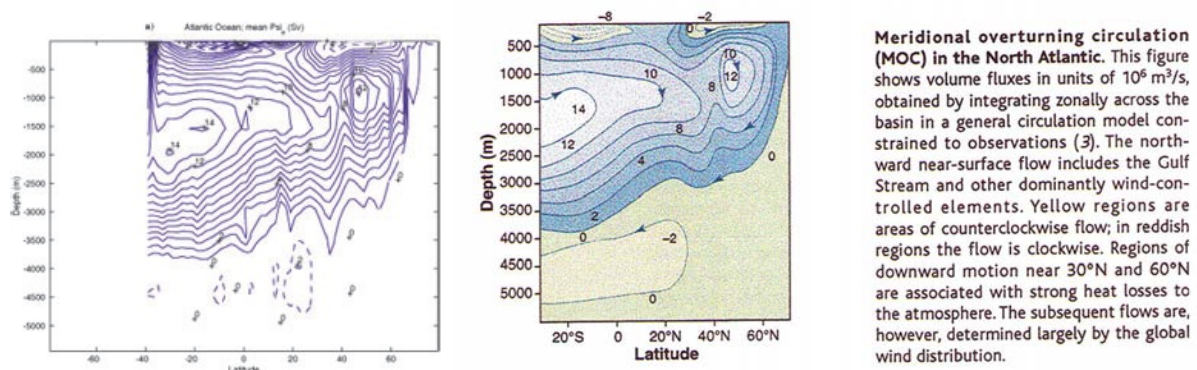 a) Atlantic Ocean; mean Psi_e (Sv)
-500
-1000
-1500
-2000
-2500
-3000
-3500
-4000
-4500
-5000
Depth (m)
-60
-40
-20
0
20
40
60
Latitude
14
14
12
12
-8
-2
0
500
1000
1500
2000
2500
3000
3500
4000
4500
5000
Depth (m)
10
10
12
8
14
8
12
4
0
2
0
-2
0
20°S
0
20°N
40°N
60°N
Latitude
Meridional overturning circulation
(MOC) in the North Atlantic. This figure
shows volume fluxes in units of 10⁶ m³/s,
obtained by integrating zonally across the
basin in a general circulation model con-
strained to observations (3). The north-
ward near-surface flow includes the Gulf
Stream and other dominantly wind-con-
trolled elements. Yellow regions are
areas of counterclockwise flow; in reddish
regions the flow is clockwise. Regions of
downward motion near 30°N and 60°N
are associated with strong heat losses to
the atmosphere. The subsequent flows are,
however, determined largely by the global
wind distribution.